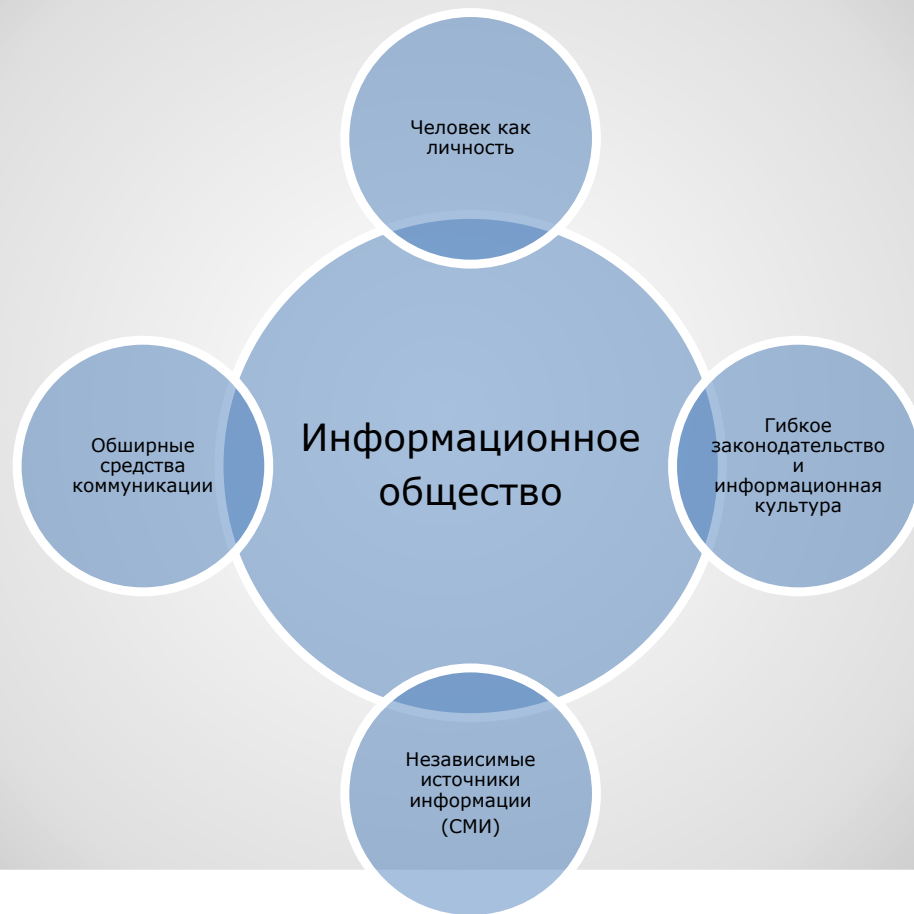 Человек как
личность
Обширные
средства
коммуникации
Информационное
общество
Гибкое
законодательство
и
информационная
культура
Независимые
источники
информации
(СМИ)